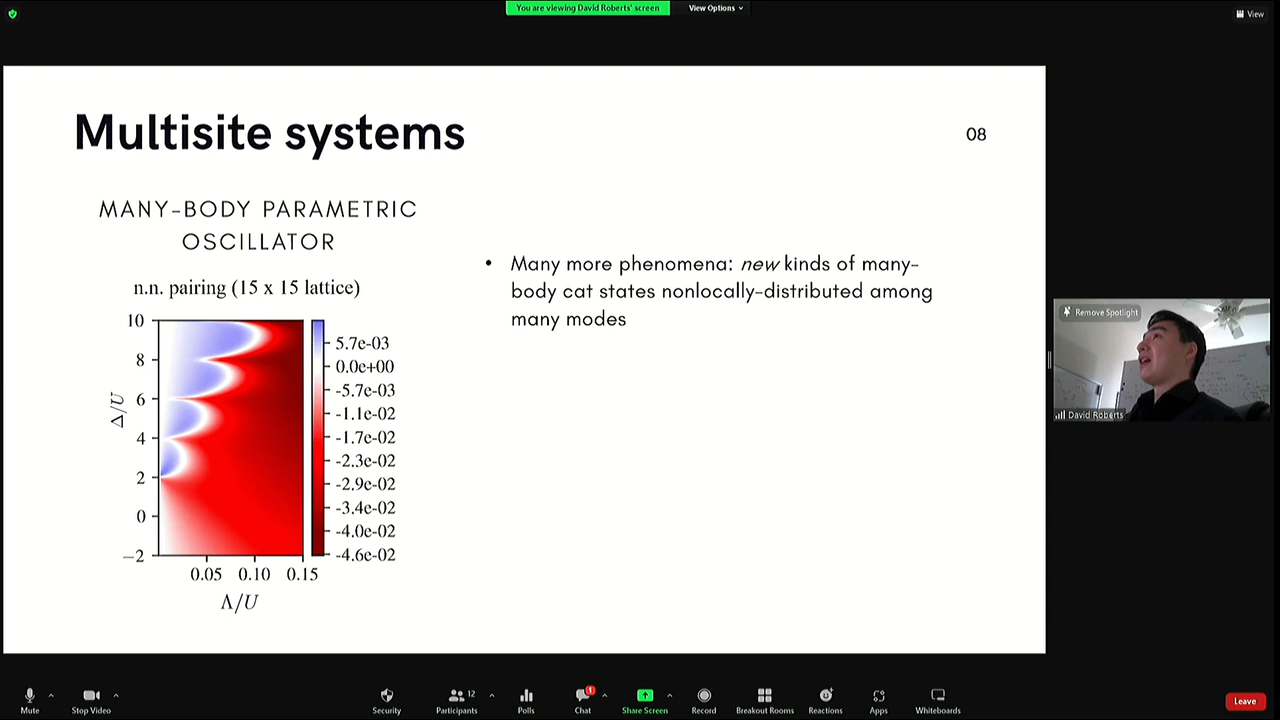 You are viewing David Roberts' screen
View Options
View
Multisite systems
08
MANY-BODY PARAMETRIC
OSCILLATOR
n.n. pairing (15 x 15 lattice)
10
8
6
4
2
0
−2
Δ/U
0.05 0.10 0.15
Λ/U
5.7e-03
0.0e+00
-5.7e-03
-1.1e-02
-1.7e-02
-2.3e-02
-2.9e-02
-3.4e-02
-4.0e-02
-4.6e-02
• Many more phenomena: new kinds of many-
body cat states nonlocally-distributed among
many modes
Remove Spotlight
David Roberts
Mute
Stop Video
Security
Participants
12
Polls
Chat
1
Share Screen
Record
Breakout Rooms
Reactions
Apps
Whiteboards
Leave